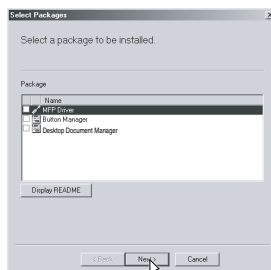 Select Packages
Select a package to be installed.
Package
Name
MFP Driver
Button Manager
Desktop Document Manager
Display README
< Back
Next >
Cancel